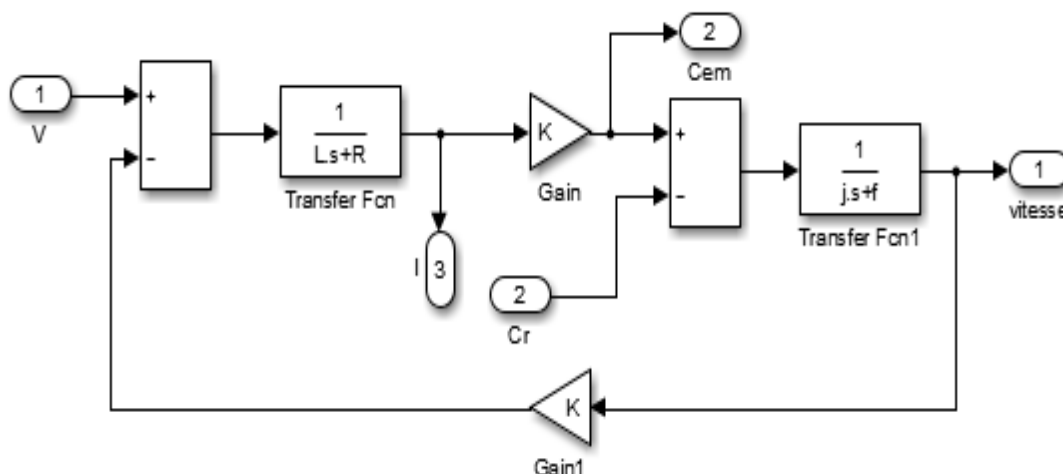 1
V
+
-
1
L.s+R
Transfer Fcn
I
3
K
Gain
2
Cem
+
-
2
Cr
1
j.s+f
Transfer Fcn1
1
vitesse
K
Gain1